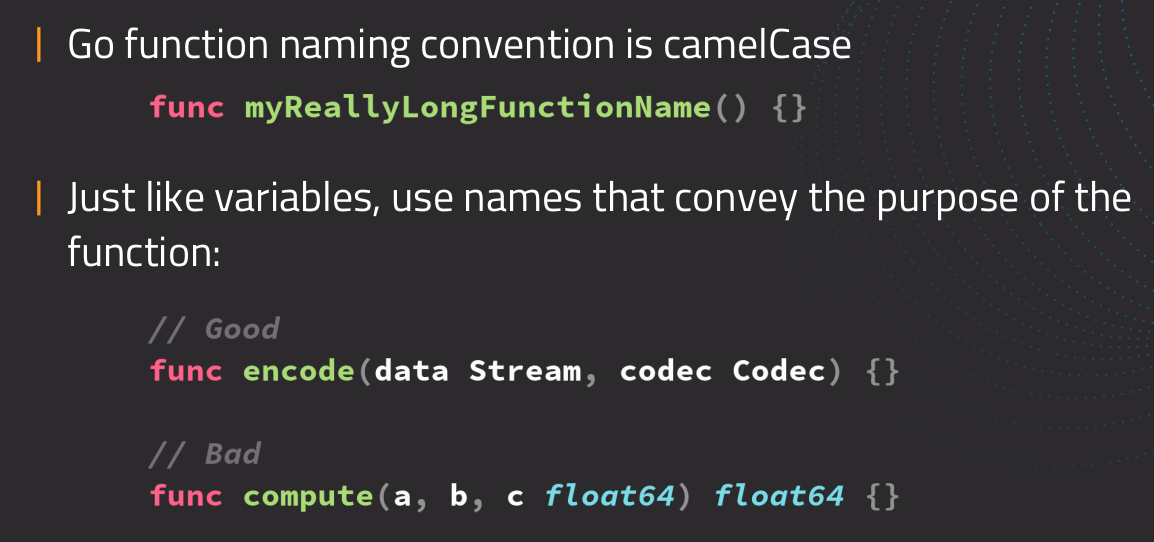 Go function naming convention is camelCase
func myReallyLongFunctionName() {}
Just like variables, use names that convey the purpose of the
function:
// Good
func encode(data Stream, codec Codec) {}
// Bad
func compute(a, b, c float64) float64 {}